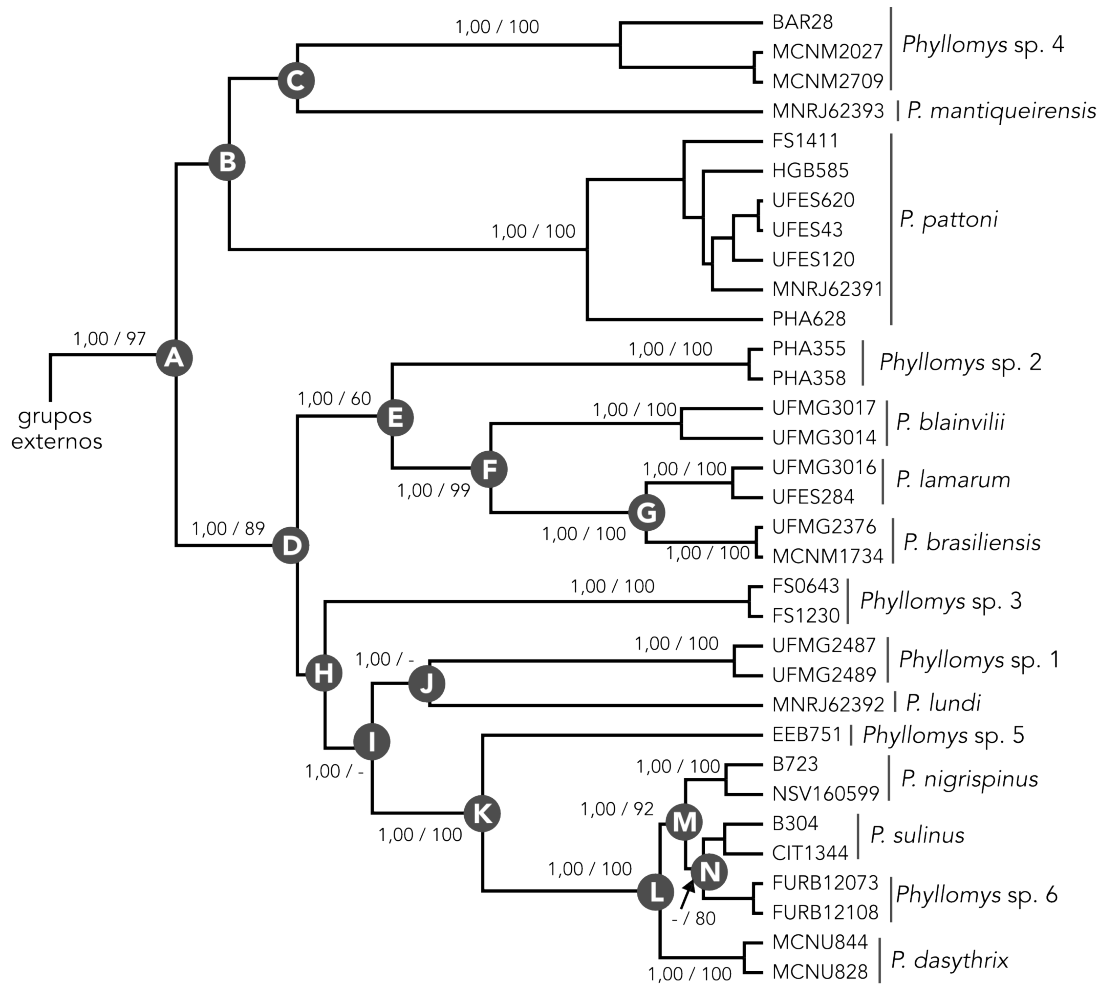 1,00 / 100
BAR28
MCNM2027
MCNM2709
Phyllomys sp. 4
C
MNRJ62393
P. mantiqueirensis
B
FS1411
HGB585
UFES620
UFES43
UFES120
MNRJ62391
PHA628
P. pattoni
1,00 / 100
1,00 / 97
A
grupos
externos
1,00 / 100
PHA355
PHA358
Phyllomys sp. 2
1,00 / 60
E
1,00 / 100
UFMG3017
UFMG3014
P. blainvilii
F
1,00 / 99
1,00 / 100
UFMG3016
UFES284
P. lamarum
G
1,00 / 100
1,00 / 100
UFMG2376
MCNM1734
P. brasiliensis
1,00 / 89
D
1,00 / 100
FS0643
FS1230
Phyllomys sp. 3
H
1,00 / -
J
1,00 / 100
UFMG2487
UFMG2489
Phyllomys sp. 1
MNRJ62392
P. lundi
I
1,00 / -
EEB751
Phyllomys sp. 5
K
1,00 / 100
1,00 / 100
B723
NSV160599
P. nigrispinus
1,00 / 92
M
B304
CIT1344
P. sulinus
N
- / 80
FURB12073
FURB12108
Phyllomys sp. 6
1,00 / 100
L
1,00 / 100
MCNU844
MCNU828
P. dasythrix